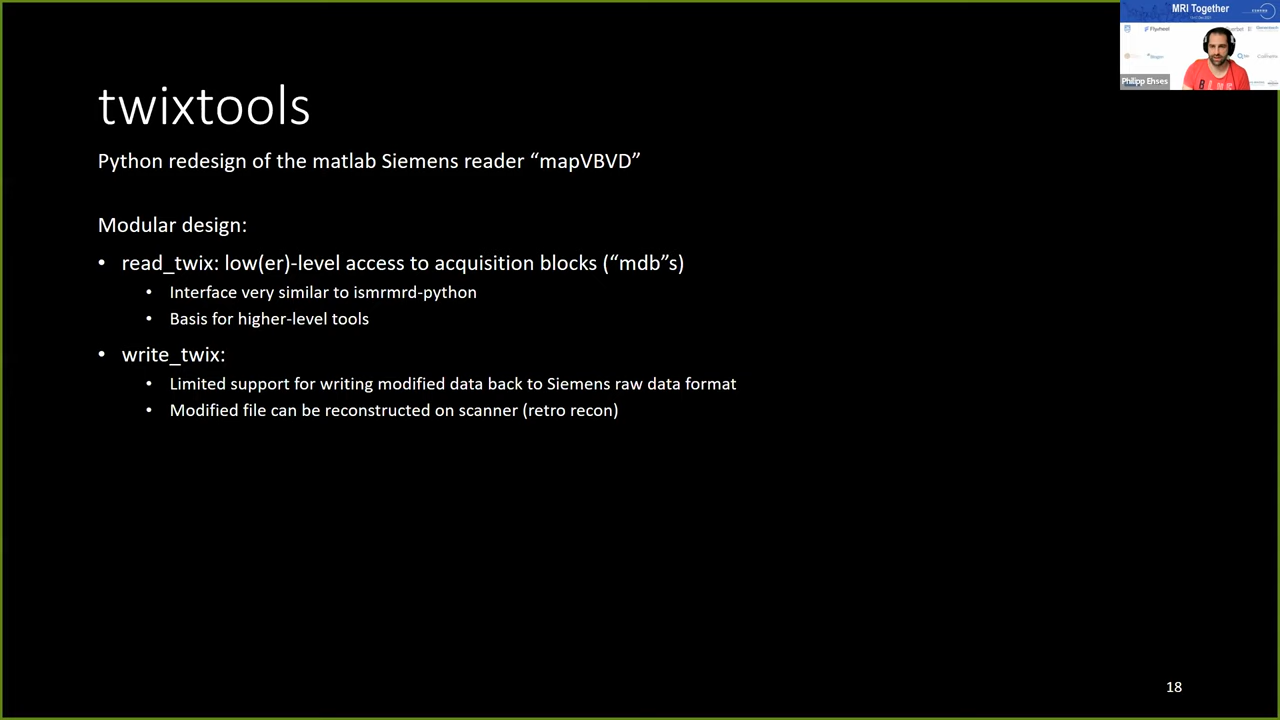 MRI Together
Flywheel
Philipp Ehses
twixtools
Python redesign of the matlab Siemens reader “mapVBVD”
Modular design:
• read_twix: low(er)-level access to acquisition blocks (“mdb”s)
• Interface very similar to ismrmrd-python
• Basis for higher-level tools
• write_twix:
• Limited support for writing modified data back to Siemens raw data format
• Modified file can be reconstructed on scanner (retro recon)
18